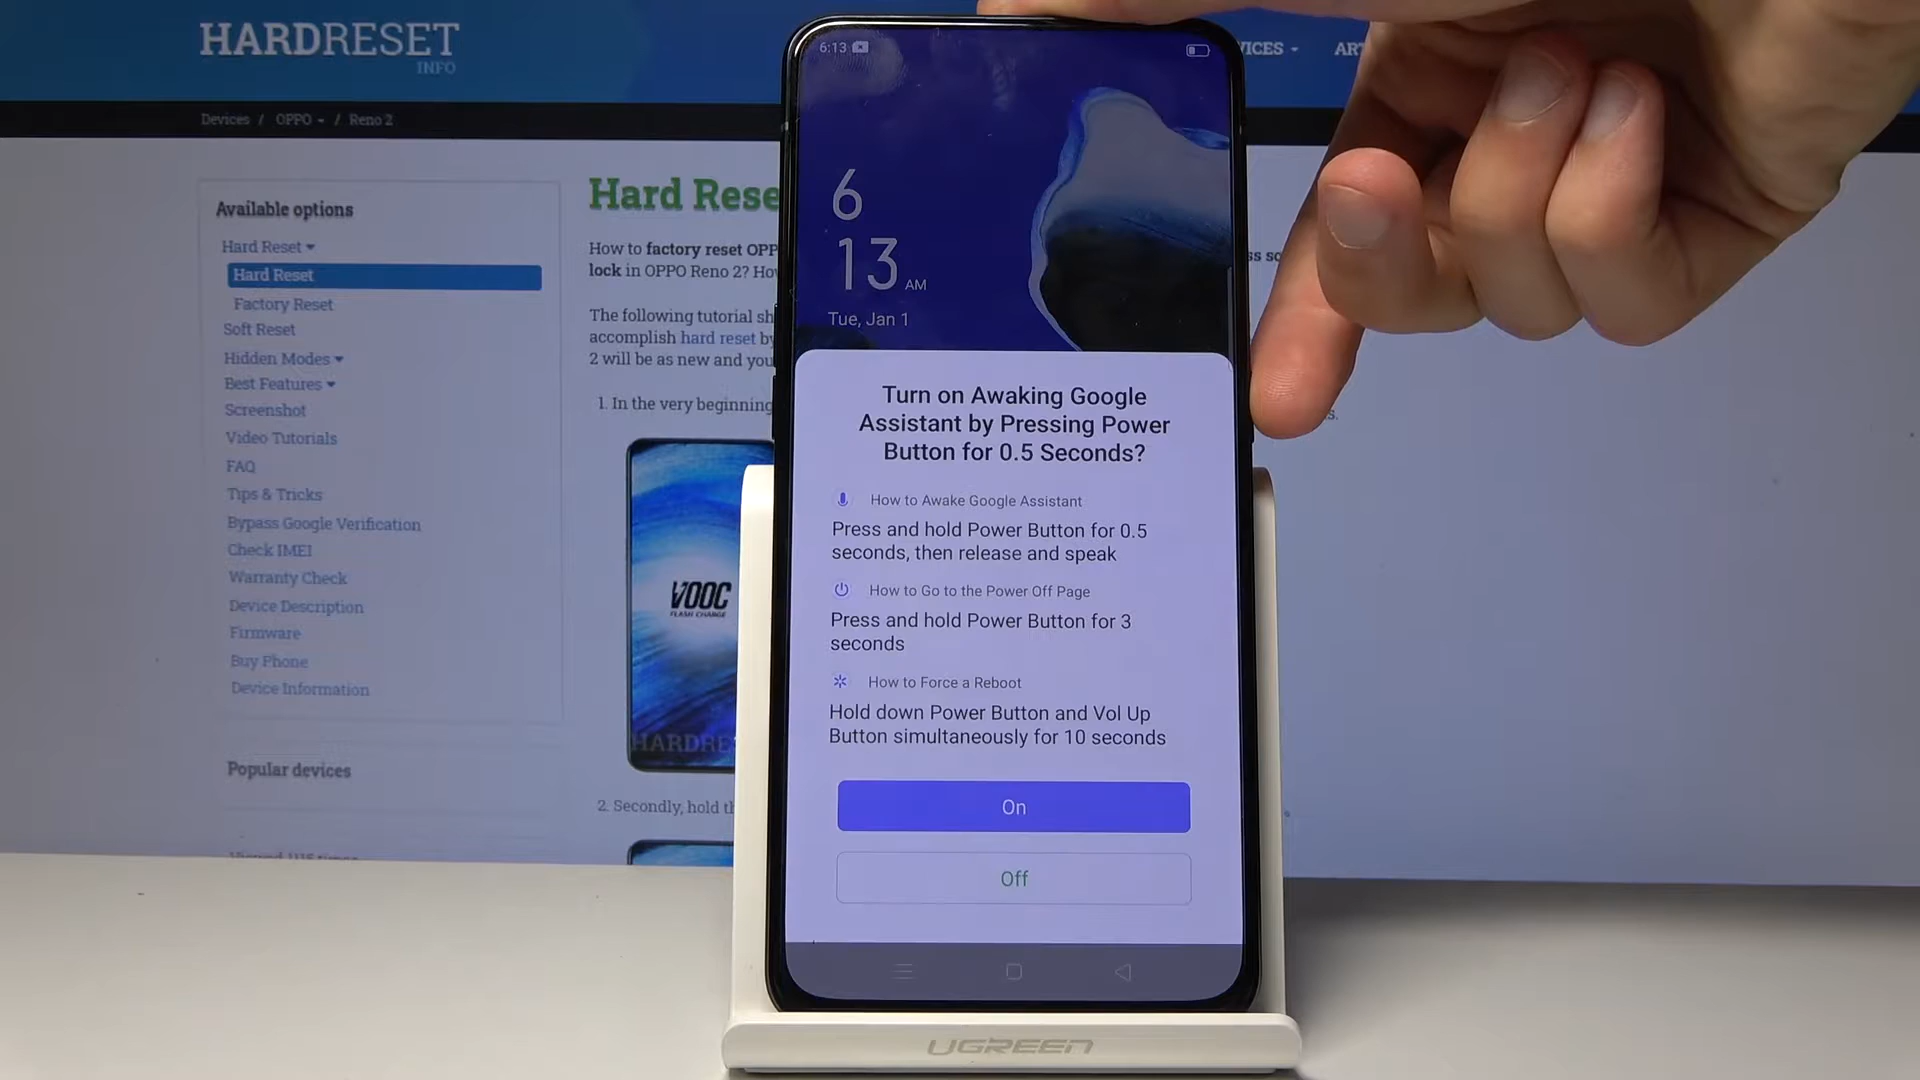 HARDRESET
INFO
VICES
AR
Devices / OPPO / Reno 2
Available options
Hard Reset
Hard Reset
Factory Reset
Soft Reset
Hidden Modes
Best Features
Screenshot
Video Tutorials
FAQ
Tips & Tricks
Bypass Google Verification
Check IMEI
Warranty Check
Device Description
Firmware
Buy Phone
Device Information
Popular devices
Hard Rese
How to factory reset OPP
lock in OPPO Reno 2? Ho
The following tutorial sh
accomplish hard reset by
2 will be as new and you
1. In the very beginning
VOOC
FLASH CHARGE
HARDRE
2. Secondly, hold th
6:13
6
13 AM
Tue, Jan 1
Turn on Awaking Google
Assistant by Pressing Power
Button for 0.5 Seconds?
How to Awake Google Assistant
Press and hold Power Button for 0.5
seconds, then release and speak
How to Go to the Power Off Page
Press and hold Power Button for 3
seconds
How to Force a Reboot
Hold down Power Button and Vol Up
Button simultaneously for 10 seconds
On
Off
UGREEN